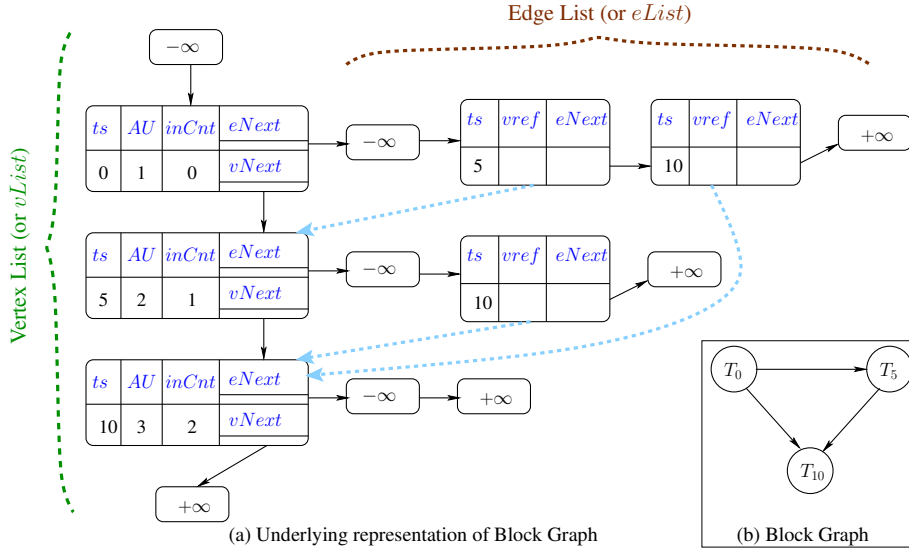 Edge List (or eList)
Vertex List (or vList)
−∞
ts AU inCnt eNext
0 1 0 vNext
−∞
ts vref eNext
5
ts vref eNext
10
+∞
ts AU inCnt eNext
5 2 1 vNext
−∞
ts vref eNext
10
+∞
ts AU inCnt eNext
10 3 2 vNext
−∞
+∞
+∞
T0
T5
T10
(a) Underlying representation of Block Graph
(b) Block Graph